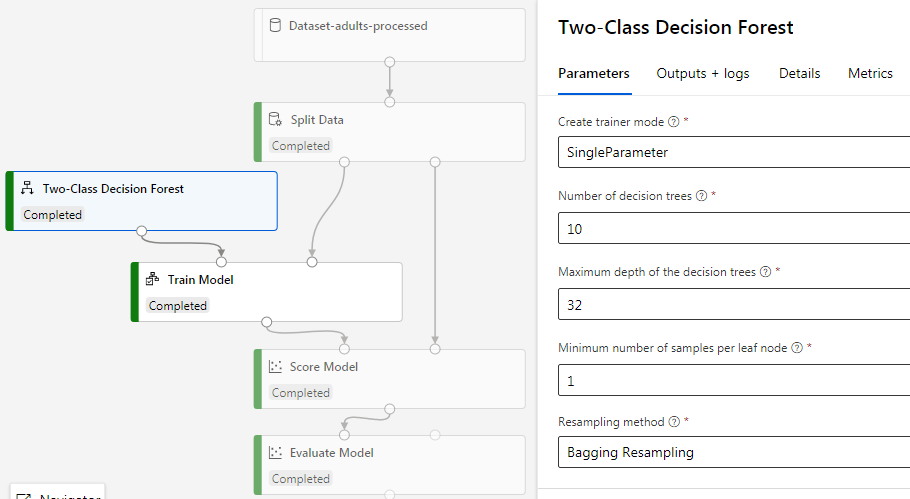 Dataset-adults-processed
Split Data
Completed
Two-Class Decision Forest
Completed
Train Model
Completed
Score Model
Completed
Evaluate Model
Completed
Navigator
Two-Class Decision Forest
Parameters Outputs + logs Details Metrics
Create trainer mode ? *
SingleParameter
Number of decision trees ? *
10
Maximum depth of the decision trees ? *
32
Minimum number of samples per leaf node ? *
1
Resampling method ? *
Bagging Resampling